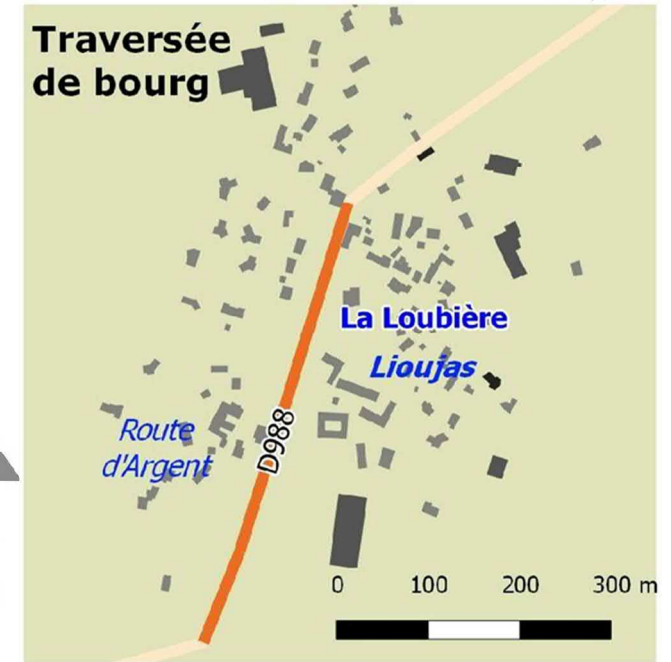 Traversée
de bourg
La Loubière
Lioujas
Route
d'Argent
D988
0 100 200 300 m